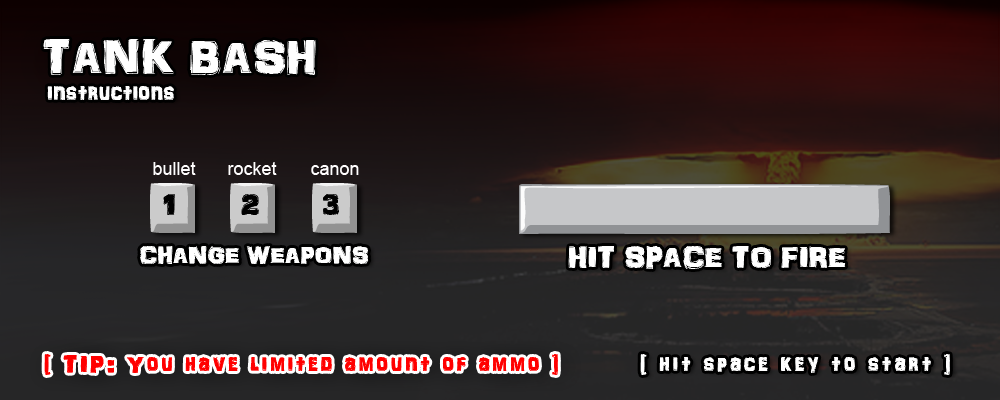 TANK BASH
INSTRUCTIONS
bullet rocket canon
1 2 3
CHANGE WEAPONS
HIT SPACE TO FIRE
[ TIP: YOU HAVE LIMITED AMOUNT OF AMMO ]
[ HIT SPACE KEY TO START ]